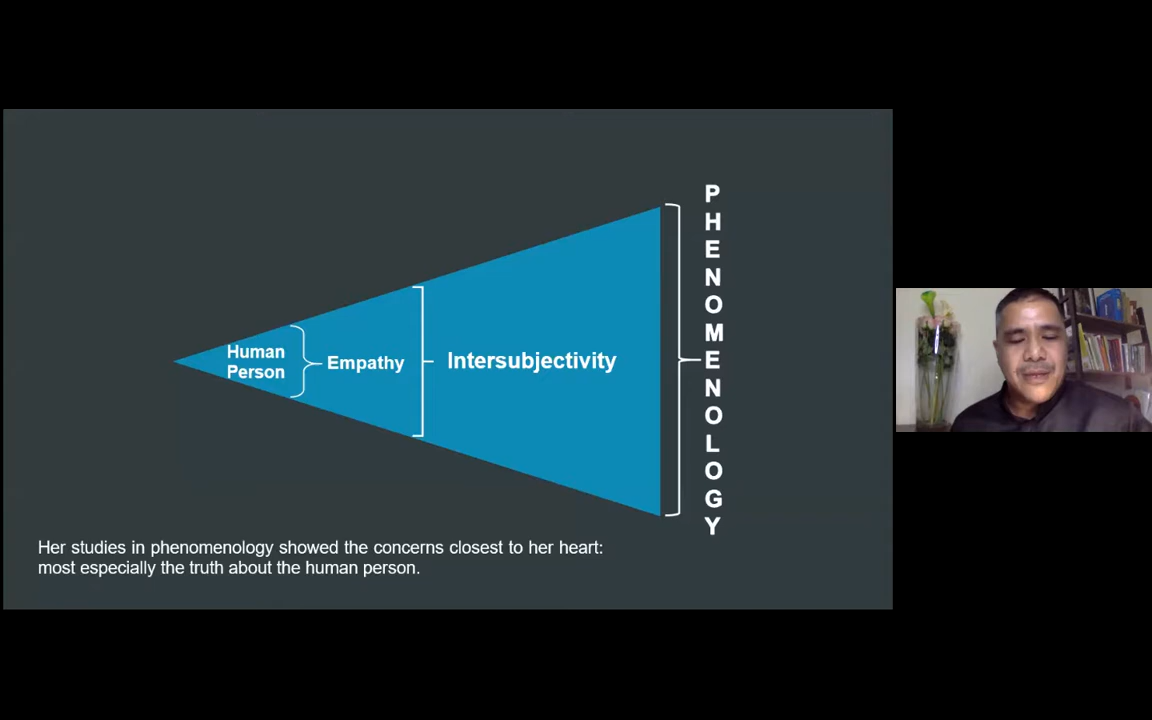 Human
Person
Empathy
Intersubjectivity
PHENOMENOLOGY
Her studies in phenomenology showed the concerns closest to her heart:
most especially the truth about the human person.